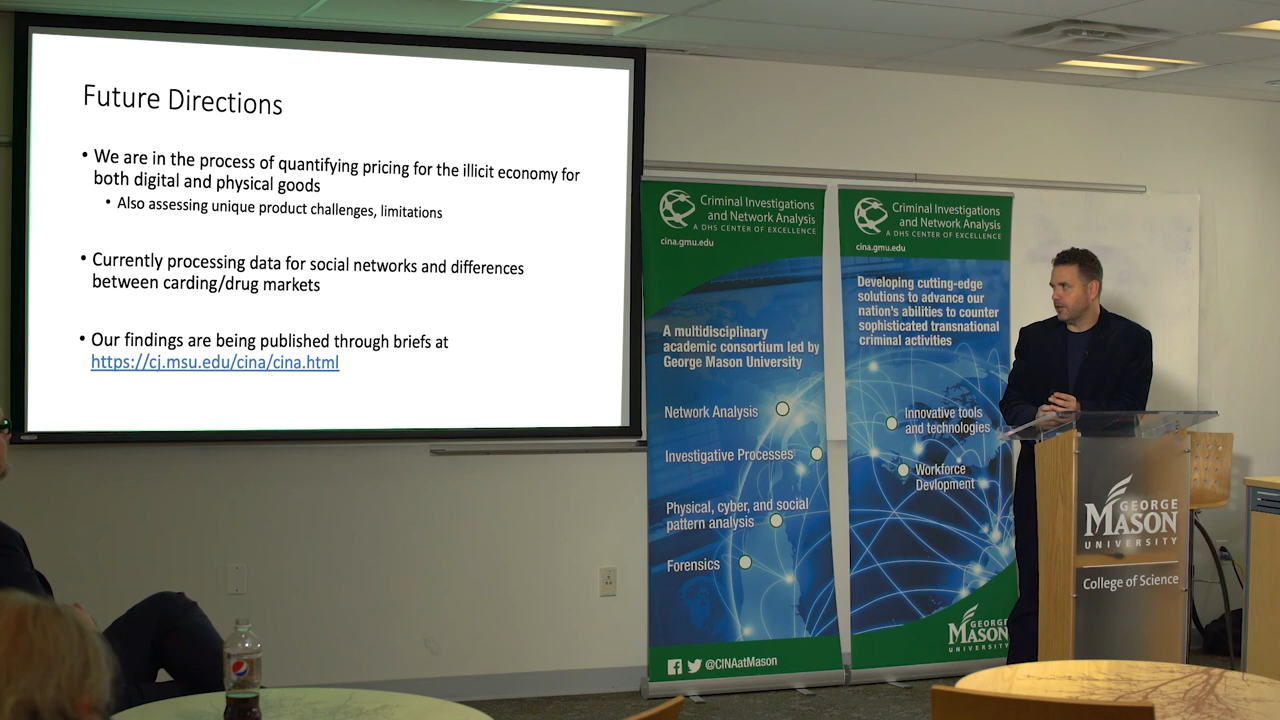 Future Directions
• We are in the process of quantifying pricing for the illicit economy for
both digital and physical goods
• Also assessing unique product challenges, limitations
• Currently processing data for social networks and differences
between carding/drug markets
• Our findings are being published through briefs at
https://cj.msu.edu/cina/cina.html
Criminal Investigations
and Network Analysis
A DHS CENTER OF EXCELLENCE
cina.gmu.edu
A multidisciplinary
academic consortium led by
George Mason University
Network Analysis
Investigative Processes
Physical, cyber, and social
pattern analysis
Forensics
@CINAatMason
Criminal Investigations
and Network Analysis
A DHS CENTER OF EXCELLENCE
cina.gmu.edu
Developing cutting-edge
solutions to advance our
nation's abilities to counter
sophisticated transnational
criminal activities
Innovative tools
and technologies
Workforce
Devlopment
GEORGE
MASON
UNIVERSITY
GEORGE
MASON
UNIVERSITY
College of Science
pepsi